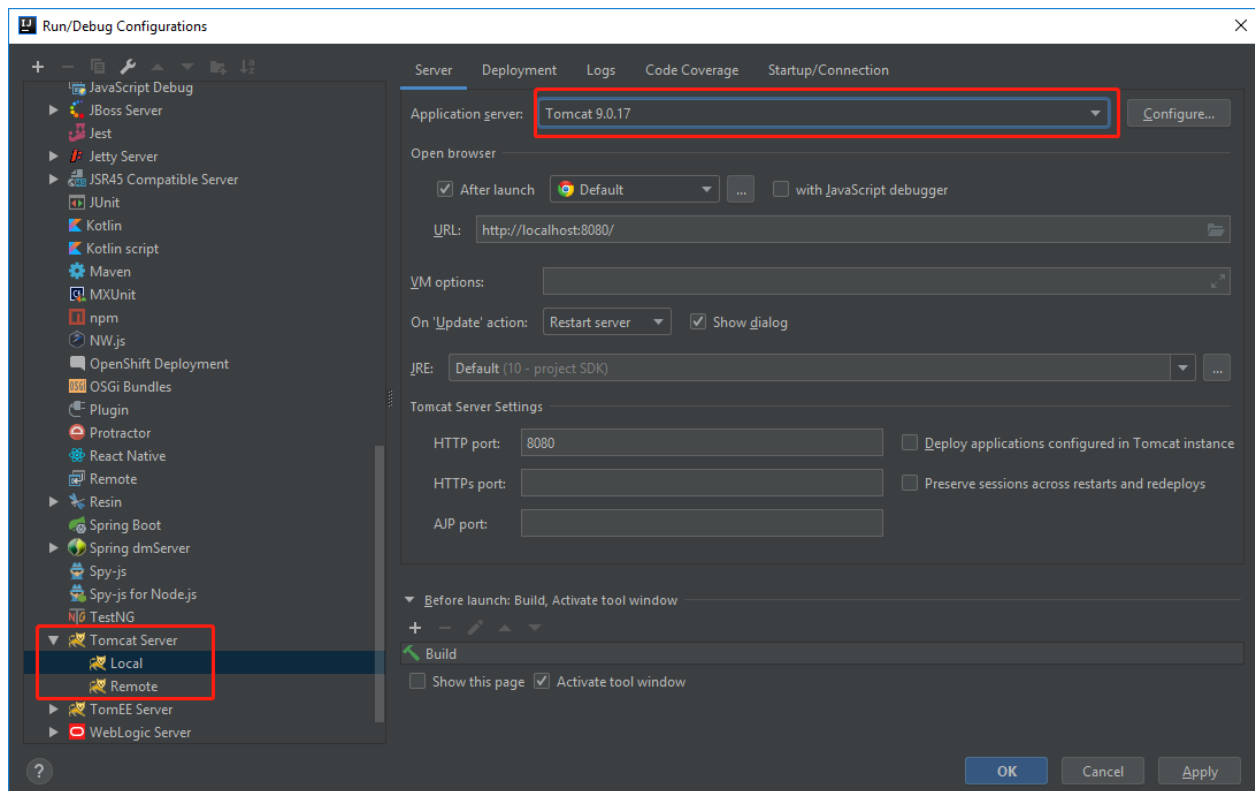 Run/Debug Configurations
JavaScript Debug
JBoss Server
Jest
Jetty Server
JSR45 Compatible Server
JUnit
Kotlin
Kotlin script
Maven
MXUnit
npm
NW.js
OpenShift Deployment
OSGi Bundles
Plugin
Protractor
React Native
Remote
Resin
Spring Boot
Spring dmServer
Spy-js
Spy-js for Node.js
TestNG
Tomcat Server
Local
Remote
TomEE Server
WebLogic Server
Server Deployment Logs Code Coverage Startup/Connection
Application server: Tomcat 9.0.17 Configure...
Open browser
After launch Default ... with JavaScript debugger
URL: http://localhost:8080/
VM options:
On 'Update' action: Restart server Show dialog
JRE: Default (10 - project SDK) ...
Tomcat Server Settings
HTTP port: 8080 Deploy applications configured in Tomcat instance
HTTPs port: Preserve sessions across restarts and redeploys
AJP port:
Before launch: Build, Activate tool window
Build
Show this page Activate tool window
? OK Cancel Apply